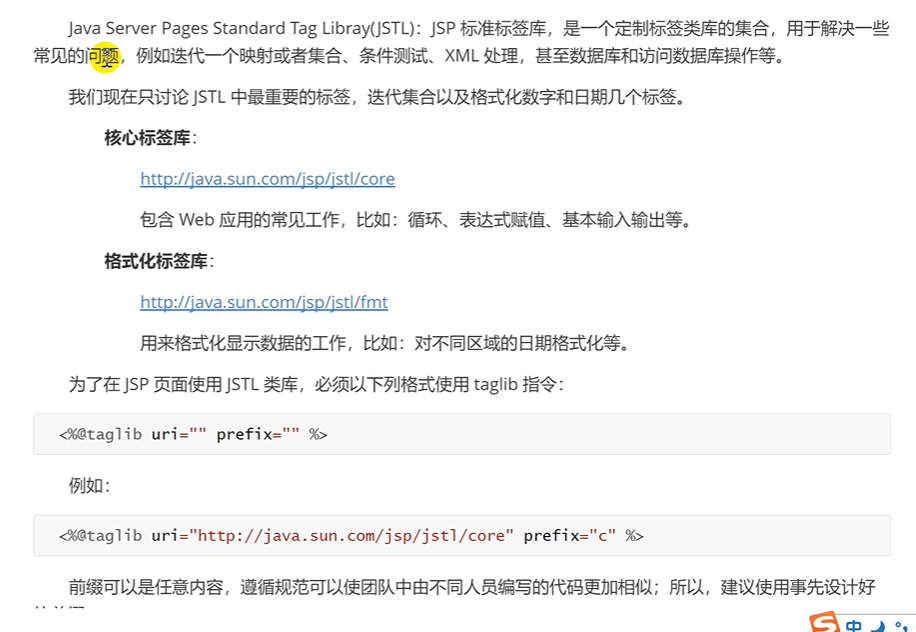 Java Server Pages Standard Tag Libray(JSTL)：JSP 标准标签库，是一个定制标签类库的集合，用于解决一些
常见的问题，例如迭代一个映射或者集合、条件测试、XML 处理，甚至数据库和访问数据库操作等。
我们现在只讨论 JSTL 中最重要的标签，迭代集合以及格式化数字和日期几个标签。
核心标签库：
http://java.sun.com/jsp/jstl/core
包含 Web 应用的常见工作，比如：循环、表达式赋值、基本输入输出等。
格式化标签库：
http://java.sun.com/jsp/jstl/fmt
用来格式化显示数据的工作，比如：对不同区域的日期格式化等。
为了在 JSP 页面使用 JSTL 类库，必须以下列格式使用 taglib 指令：
<%@taglib uri="" prefix="" %>
例如：
<%@taglib uri="http://java.sun.com/jsp/jstl/core" prefix="c" %>
前缀可以是任意内容，遵循规范可以使团队中由不同人员编写的代码更加相似；所以，建议使用事先设计好
中